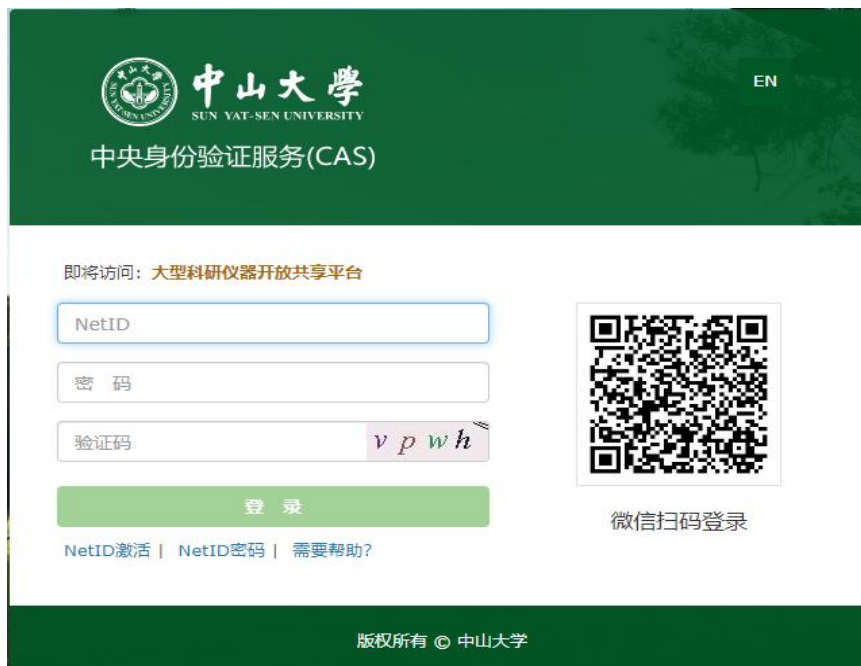 中山大學
SUN YAT-SEN UNIVERSITY
EN
中央身份验证服务(CAS)
即将访问：大型科研仪器开放共享平台
NetID
密 码
验证码 v p w h
登 录
微信扫码登录
NetID激活 | NetID密码 | 需要帮助?
版权所有 © 中山大学